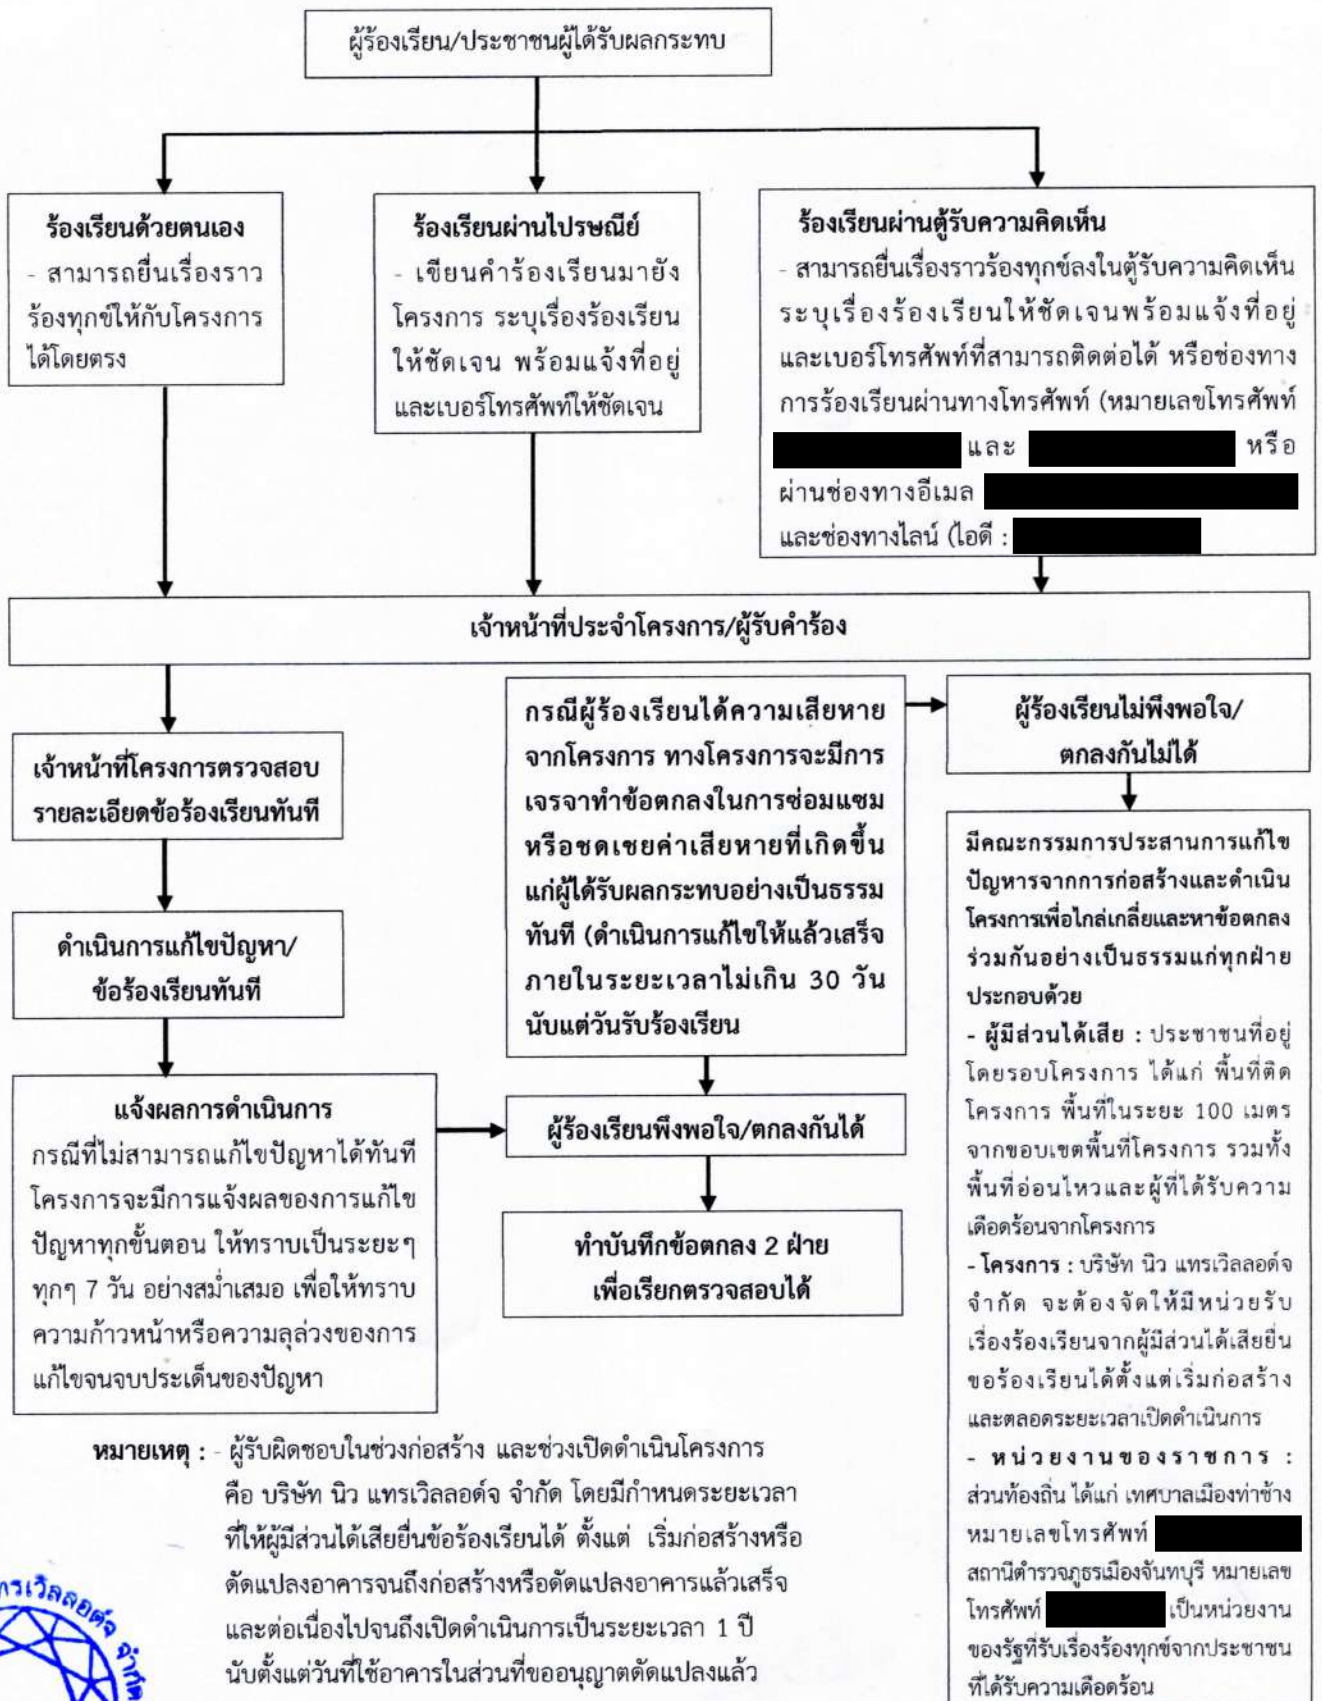 ผู้ร้องเรียน/ประชาชนผู้ได้รับผลกระทบ
ร้องเรียนด้วยตนเอง
- สามารถยื่นเรื่องราว
ร้องทุกข์ให้กับโครงการ
ได้โดยตรง
ร้องเรียนผ่านไปรษณีย์
- เขียนคำร้องเรียนมายัง
โครงการ ระบุเรื่องร้องเรียน
ให้ชัดเจน พร้อมแจ้งที่อยู่
และเบอร์โทรศัพท์ให้ชัดเจน
ร้องเรียนผ่านตู้รับความคิดเห็น
- สามารถยื่นเรื่องราวร้องทุกข์ลงในตู้รับความคิดเห็น
ระบุเรื่องร้องเรียนให้ชัดเจนพร้อมแจ้งที่อยู่
และเบอร์โทรศัพท์ที่สามารถติดต่อได้ หรือช่องทาง
การร้องเรียนผ่านทางโทรศัพท์ (หมายเลขโทรศัพท์
และ หรือ
ผ่านช่องทางอีเมล
และช่องทางไลน์ (ไอดี :
เจ้าหน้าที่ประจำโครงการ/ผู้รับคำร้อง
เจ้าหน้าที่โครงการตรวจสอบ
รายละเอียดข้อร้องเรียนทันที
ดำเนินการแก้ไขปัญหา/
ข้อร้องเรียนทันที
แจ้งผลการดำเนินการ
กรณีที่ไม่สามารถแก้ไขปัญหาได้ทันที
โครงการจะมีการแจ้งผลของการแก้ไข
ปัญหาทุกขั้นตอน ให้ทราบเป็นระยะๆ
ทุกๆ 7 วัน อย่างสม่ำเสมอ เพื่อให้ทราบ
ความก้าวหน้าหรือความลุล่วงของการ
แก้ไขจนจบประเด็นของปัญหา
กรณีผู้ร้องเรียนได้ความเสียหาย
จากโครงการ ทางโครงการจะมีการ
เจรจาทำข้อตกลงในการซ่อมแซม
หรือชดเชยค่าเสียหายที่เกิดขึ้น
แก่ผู้ได้รับผลกระทบอย่างเป็นธรรม
ทันที (ดำเนินการแก้ไขให้แล้วเสร็จ
ภายในระยะเวลาไม่เกิน 30 วัน
นับแต่วันรับร้องเรียน
ผู้ร้องเรียนพึงพอใจ/ตกลงกันได้
ทำบันทึกข้อตกลง 2 ฝ่าย
เพื่อเรียกตรวจสอบได้
ผู้ร้องเรียนไม่พึงพอใจ/
ตกลงกันไม่ได้
มีคณะกรรมการประสานการแก้ไข
ปัญหารจากการก่อสร้างและดำเนิน
โครงการเพื่อไกล่เกลี่ยและหาข้อตกลง
ร่วมกันอย่างเป็นธรรมแก่ทุกฝ่าย
ประกอบด้วย
- ผู้มีส่วนได้เสีย : ประชาชนที่อยู่
โดยรอบโครงการ ได้แก่ พื้นที่ติด
โครงการ พื้นที่ในระยะ 100 เมตร
จากขอบเขตพื้นที่โครงการ รวมทั้ง
พื้นที่อ่อนไหวและผู้ที่ได้รับความ
เดือดร้อนจากโครงการ
- โครงการ : บริษัท นิว แทรเวิลลอด์จ
จำกัด จะต้องจัดให้มีหน่วยรับ
เรื่องร้องเรียนจากผู้มีส่วนได้เสียยื่น
ขอร้องเรียนได้ตั้งแต่เริ่มก่อสร้าง
และตลอดระยะเวลาเปิดดำเนินการ
- หน่วยงานของราชการ :
ส่วนท้องถิ่น ได้แก่ เทศบาลเมืองท่าช้าง
หมายเลขโทรศัพท์
สถานีตำรวจภูธรเมืองจันทบุรี หมายเลข
โทรศัพท์ เป็นหน่วยงาน
ของรัฐที่รับเรื่องร้องทุกข์จากประชาชน
ที่ได้รับความเดือดร้อน
หมายเหตุ : - ผู้รับผิดชอบในช่วงก่อสร้าง และช่วงเปิดดำเนินโครงการ
คือ บริษัท นิว แทรเวิลลอด์จ จำกัด โดยมีกำหนดระยะเวลา
ที่ให้ผู้มีส่วนได้เสียยื่นข้อร้องเรียนได้ ตั้งแต่ เริ่มก่อสร้างหรือ
ดัดแปลงอาคารจนถึงก่อสร้างหรือดัดแปลงอาคารแล้วเสร็จ
และต่อเนื่องไปจนถึงเปิดดำเนินการเป็นระยะเวลา 1 ปี
นับตั้งแต่วันที่ใช้อาคารในส่วนที่ขออนุญาตดัดแปลงแล้ว